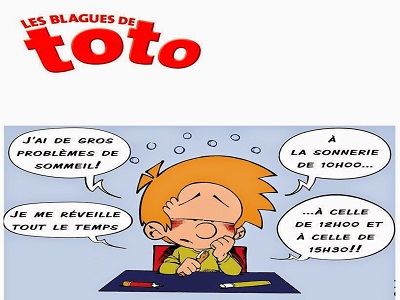 LES BLAGUES DE
toto
J'AI DE GROS
PROBLÈMES DE
SOMMEIL!
JE ME RÉVEILLE
TOUT LE TEMPS
À
LA SONNERIE
DE 10H00...
...À CELLE
DE 12H00 ET
À CELLE DE
15H30!!